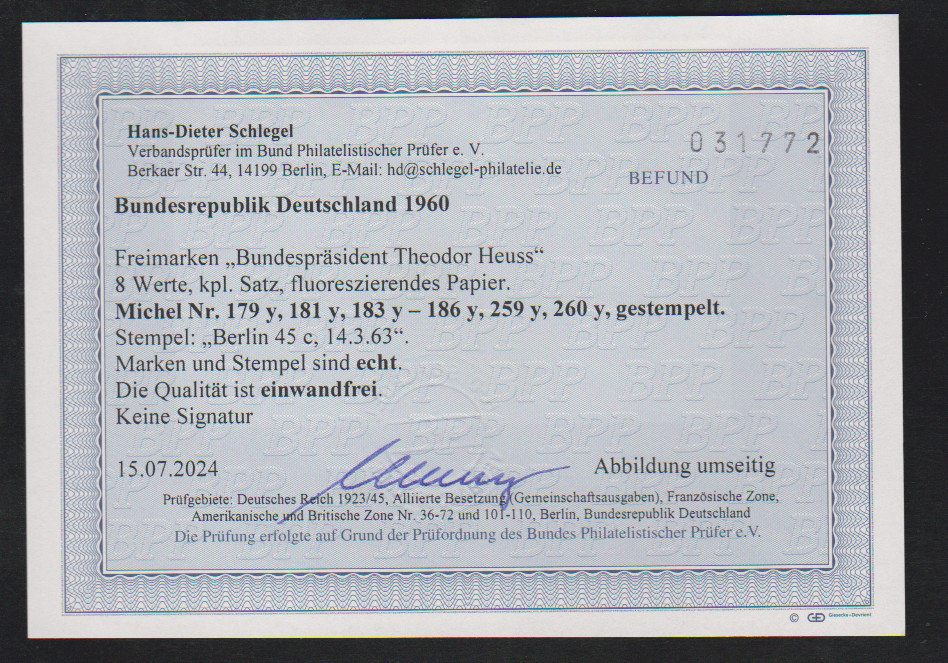 Hans-Dieter Schlegel
Verbandsprüfer im Bund Philatelistischer Prüfer e. V.
Berkaer Str. 44, 14199 Berlin, E-Mail: hd@schlegel-philatelie.de
031772
BEFUND
Bundesrepublik Deutschland 1960
Freimarken „Bundespräsident Theodor Heuss“
8 Werte, kpl. Satz, fluoreszierendes Papier.
Michel Nr. 179 y, 181 y, 183 y – 186 y, 259 y, 260 y, gestempelt.
Stempel: „Berlin 45 c, 14.3.63“.
Marken und Stempel sind echt.
Die Qualität ist einwandfrei.
Keine Signatur
15.07.2024
Abbildung umseitig
Prüfgebiete: Deutsches Reich 1923/45, Alliierte Besetzung (Gemeinschaftsausgaben), Französische Zone,
Amerikanische und Britische Zone Nr. 36-72 und 101-110, Berlin, Bundesrepublik Deutschland
Die Prüfung erfolgte auf Grund der Prüfordnung des Bundes Philatelistischer Prüfer e.V.
© GD Giesecke+Devrient